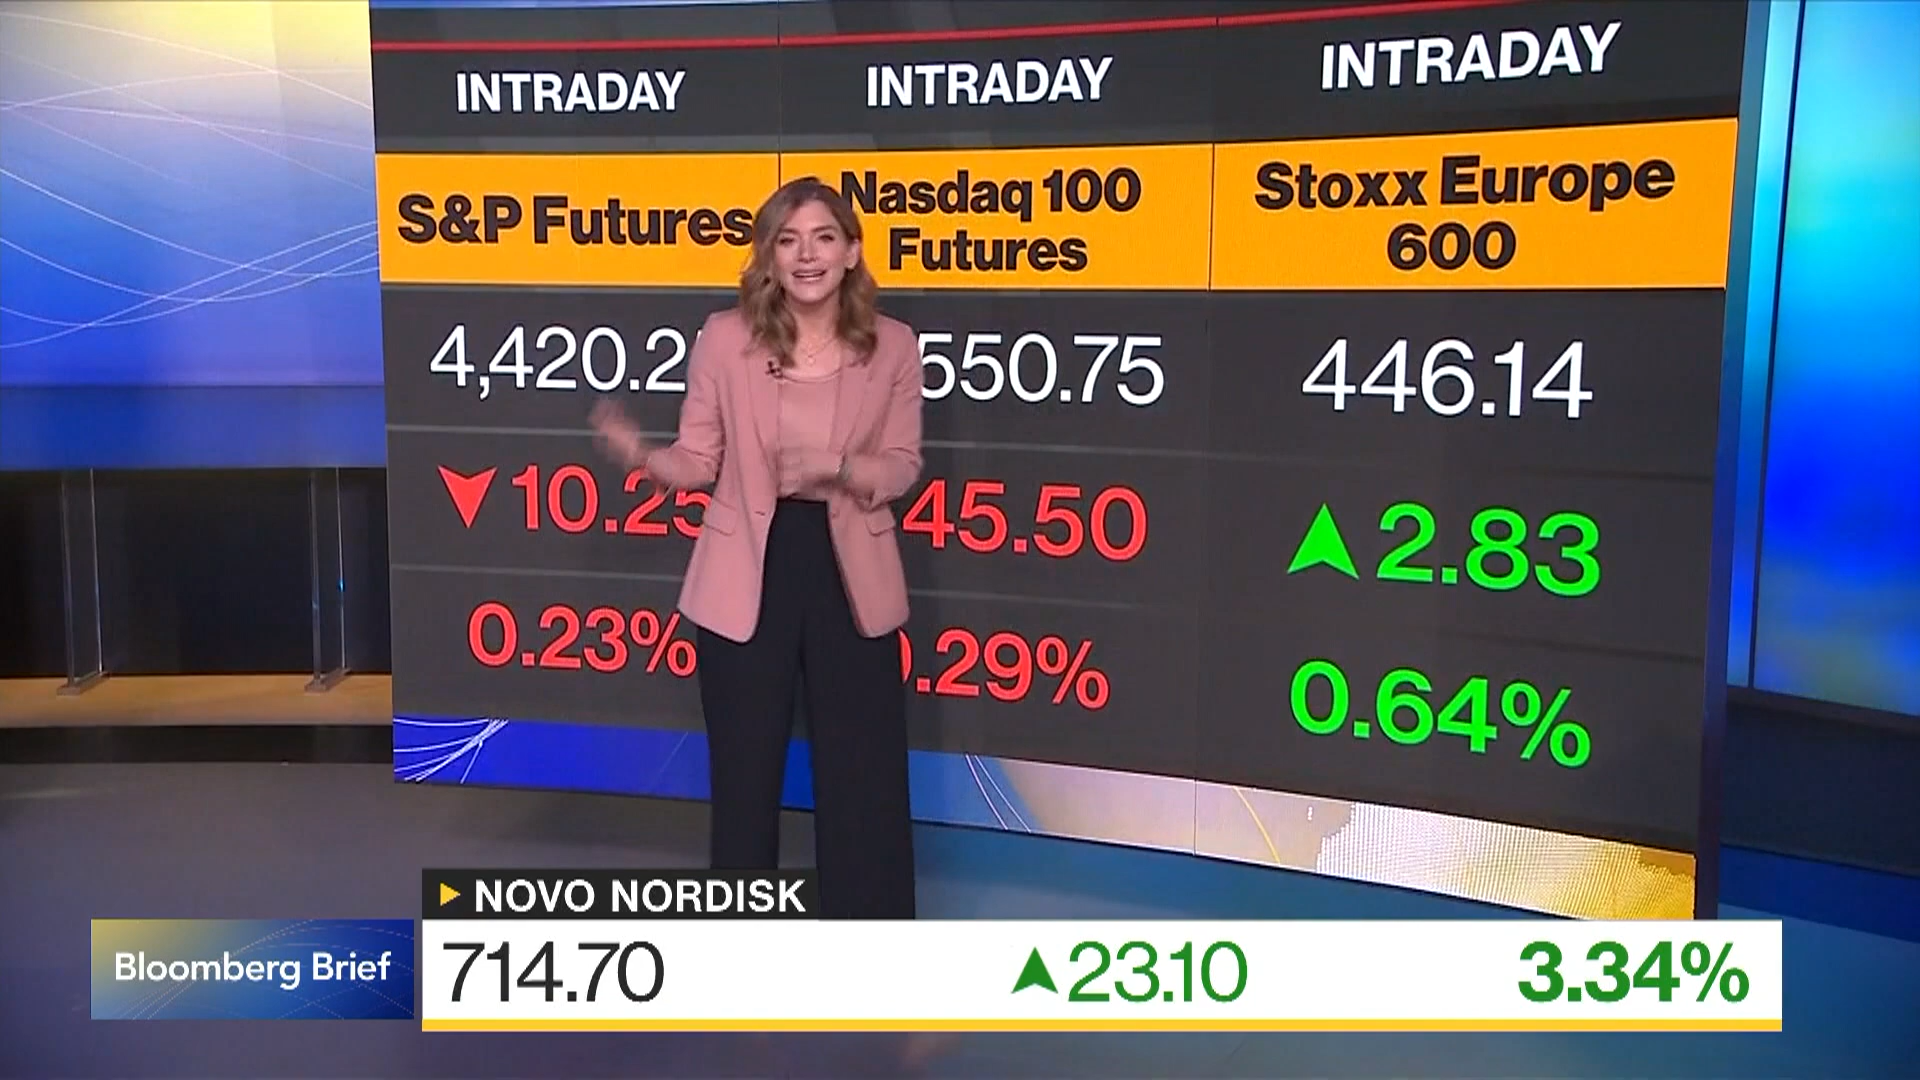 INTRADAY
INTRADAY
INTRADAY
S&P Futures
Nasdaq 100
Futures
Stoxx Europe
600
4,420.2
550.75
446.14
▼10.25
45.50
▲2.83
0.23%
.29%
0.64%
NOVO NORDISK
Bloomberg Brief
714.70
▲23.10
3.34%